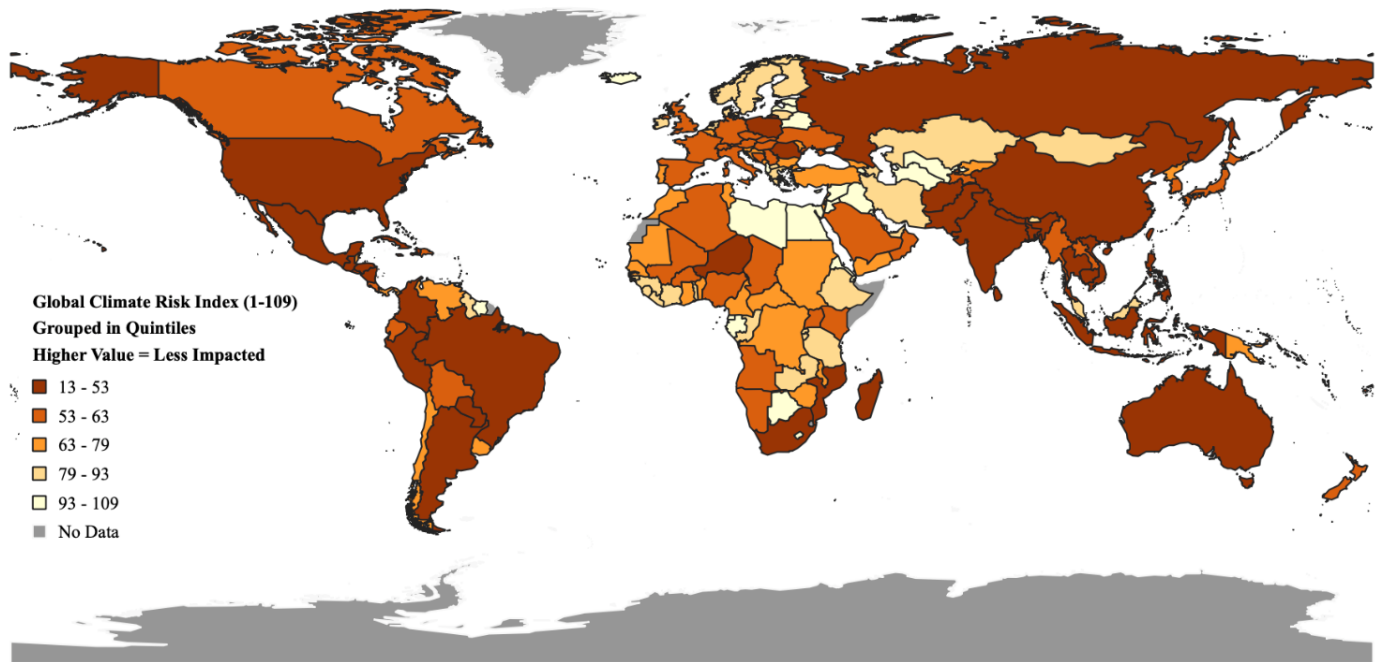 Global Climate Risk Index (1-109)
Grouped in Quintiles
Higher Value = Less Impacted
13 - 53
53 - 63
63 - 79
79 - 93
93 - 109
No Data